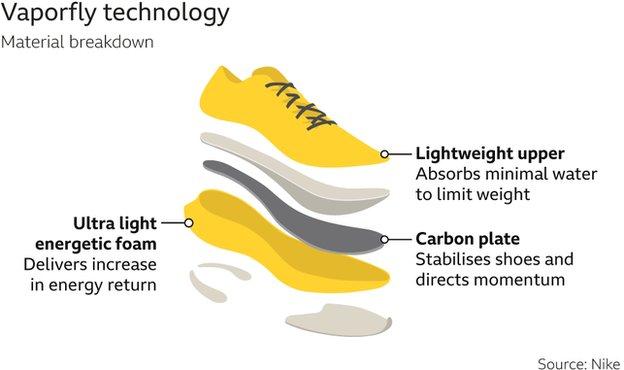 Vaporfly technology
Material breakdown
Lightweight upper
Absorbs minimal water
to limit weight
Ultra light
energetic foam
Delivers increase
in energy return
Carbon plate
Stabilises shoes and
directs momentum
Source: Nike